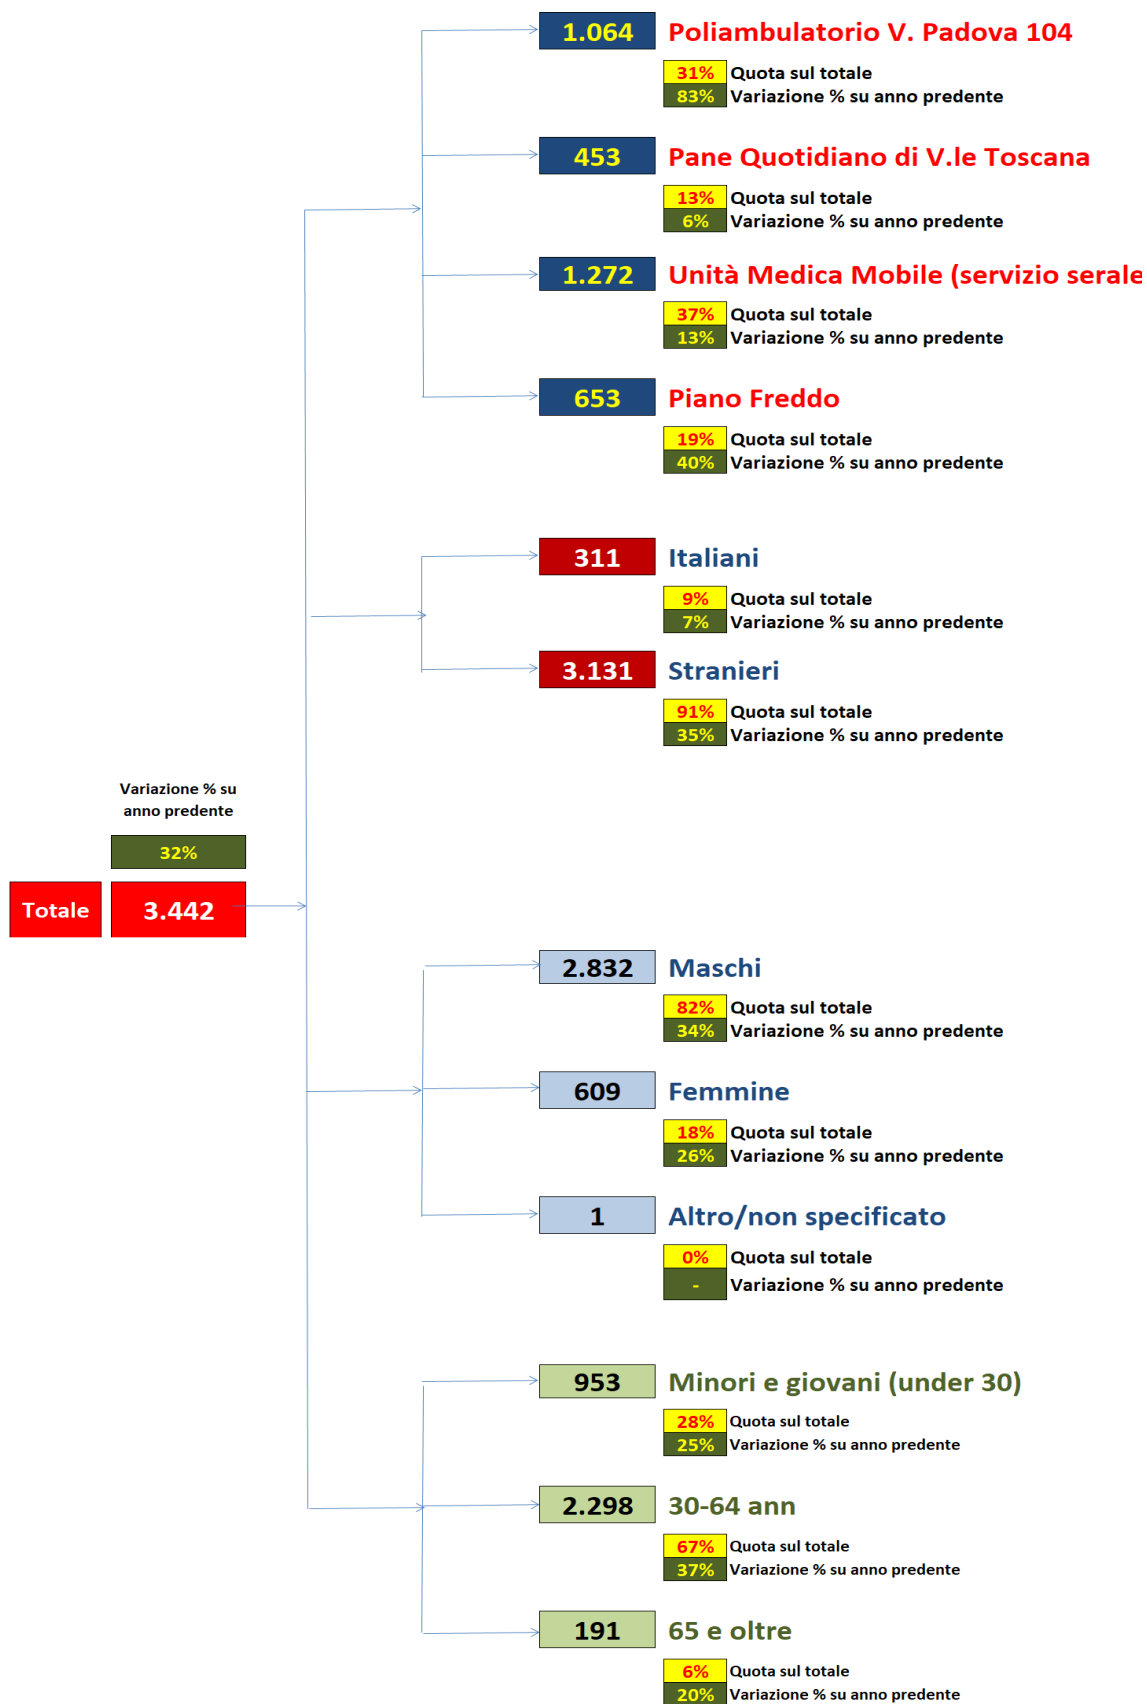 1.064 Poliambulatorio V. Padova 104
31% Quota sul totale
83% Variazione % su anno predente
453 Pane Quotidiano di V.le Toscana
13% Quota sul totale
6% Variazione % su anno predente
1.272 Unità Medica Mobile (servizio serale
37% Quota sul totale
13% Variazione % su anno predente
653 Piano Freddo
19% Quota sul totale
40% Variazione % su anno predente
311 Italiani
9% Quota sul totale
7% Variazione % su anno predente
3.131 Stranieri
91% Quota sul totale
35% Variazione % su anno predente
Variazione % su
anno predente
32%
Totale 3.442
2.832 Maschi
82% Quota sul totale
34% Variazione % su anno predente
609 Femmine
18% Quota sul totale
26% Variazione % su anno predente
1 Altro/non specificato
0% Quota sul totale
- Variazione % su anno predente
953 Minori e giovani (under 30)
28% Quota sul totale
25% Variazione % su anno predente
2.298 30-64 ann
67% Quota sul totale
37% Variazione % su anno predente
191 65 e oltre
6% Quota sul totale
20% Variazione % su anno predente